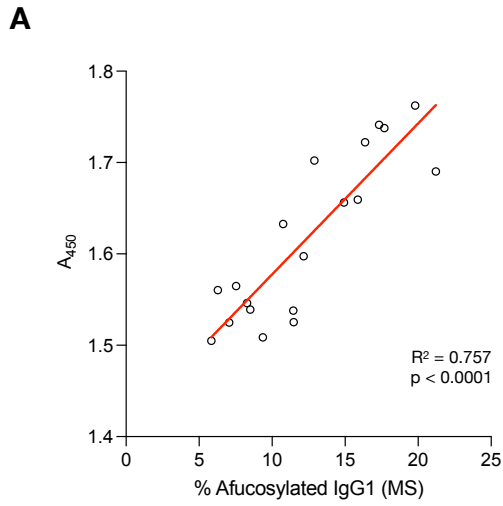 A
1.8
1.7
1.6
1.5
1.4
A450
R² = 0.757
p < 0.0001
0 5 10 15 20 25
% Afucosylated IgG1 (MS)